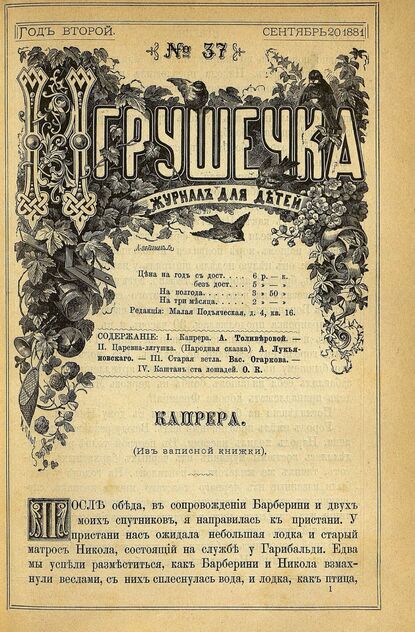 ГОДЪ ВТОРОЙ.
СЕНТЯБРЬ 20 1881
№ 37
ИГРУШЕЧКА
ЖУРНАЛЪ ДЛЯ ДѢТЕЙ
Цѣна на годъ съ дост. . . . . 6 р. — к.
безъ дост. . . . 5 » — »
На полгода. . . . . . . . 3 » 50 »
На три мѣсяца. . . . . . 2 » — »
Редакція: Малая Подъяческая, д. 4, кв. 16.
СОДЕРЖАНІЕ: I. Капрера. А. Толивѣровой. —
II. Царевна-лягушка. (Народная сказка) А. Лукья-
новскаго. — III. Старая ветла. Вас. Огаркова. —
IV. Каштанъ ста лошадей. О. К.
КАПРЕРА.
(Изъ записной книжки).
ПОСЛѢ обѣда, въ сопровожденіи Барберини и двухъ
моихъ спутниковъ, я направилась къ пристани. У
пристани насъ ожидала небольшая лодка и старый
матросъ Никола, состоящій на службѣ у Гарибальди. Едва
мы успѣли размѣститься, какъ Барберини и Никола взмах-
нули веслами, съ нихъ сплеснулась вода, и лодка, какъ птица,
1